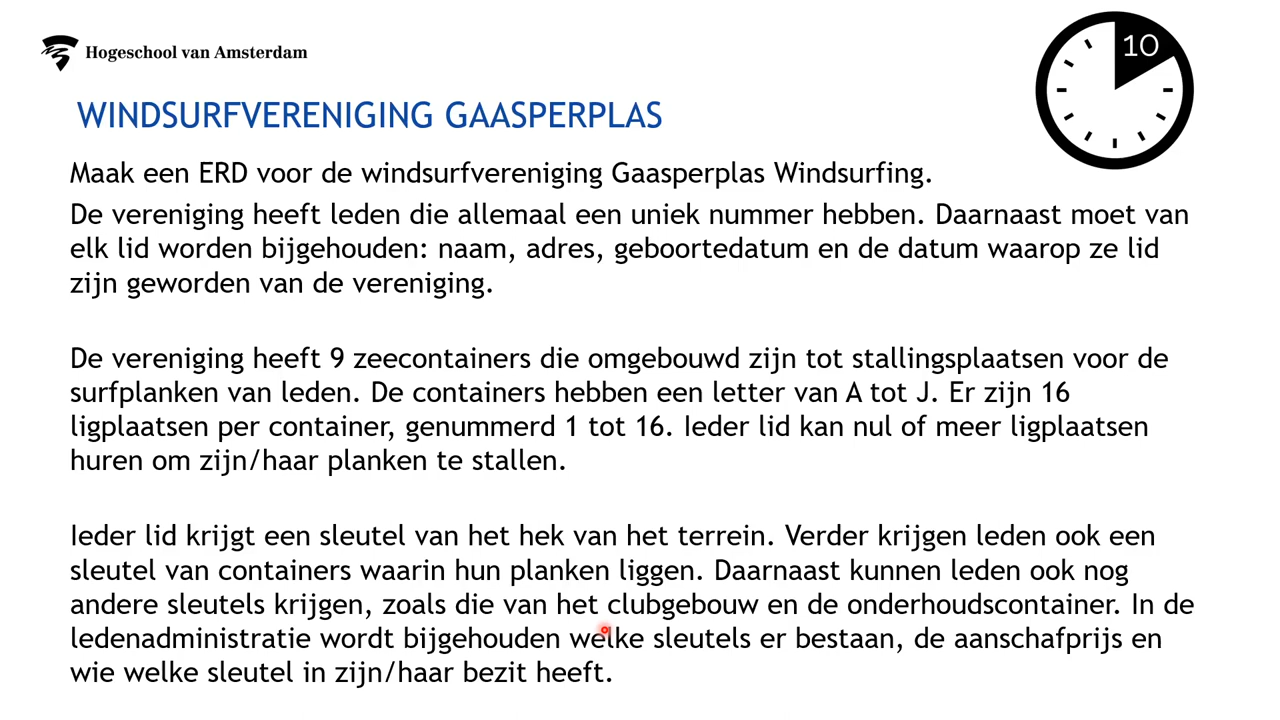 Hogeschool van Amsterdam
10
WINDSURFVERENIGING GAASPERPLAS
Maak een ERD voor de windsurfvereniging Gaasperplas Windsurfing.
De vereniging heeft leden die allemaal een uniek nummer hebben. Daarnaast moet van
elk lid worden bijgehouden: naam, adres, geboortedatum en de datum waarop ze lid
zijn geworden van de vereniging.
De vereniging heeft 9 zeecontainers die omgebouwd zijn tot stallingsplaatsen voor de
surfplanken van leden. De containers hebben een letter van A tot J. Er zijn 16
ligplaatsen per container, genummerd 1 tot 16. Ieder lid kan nul of meer ligplaatsen
huren om zijn/haar planken te stallen.
Ieder lid krijgt een sleutel van het hek van het terrein. Verder krijgen leden ook een
sleutel van containers waarin hun planken liggen. Daarnaast kunnen leden ook nog
andere sleutels krijgen, zoals die van het clubgebouw en de onderhoudscontainer. In de
ledenadministratie wordt bijgehouden welke sleutels er bestaan, de aanschafprijs en
wie welke sleutel in zijn/haar bezit heeft.